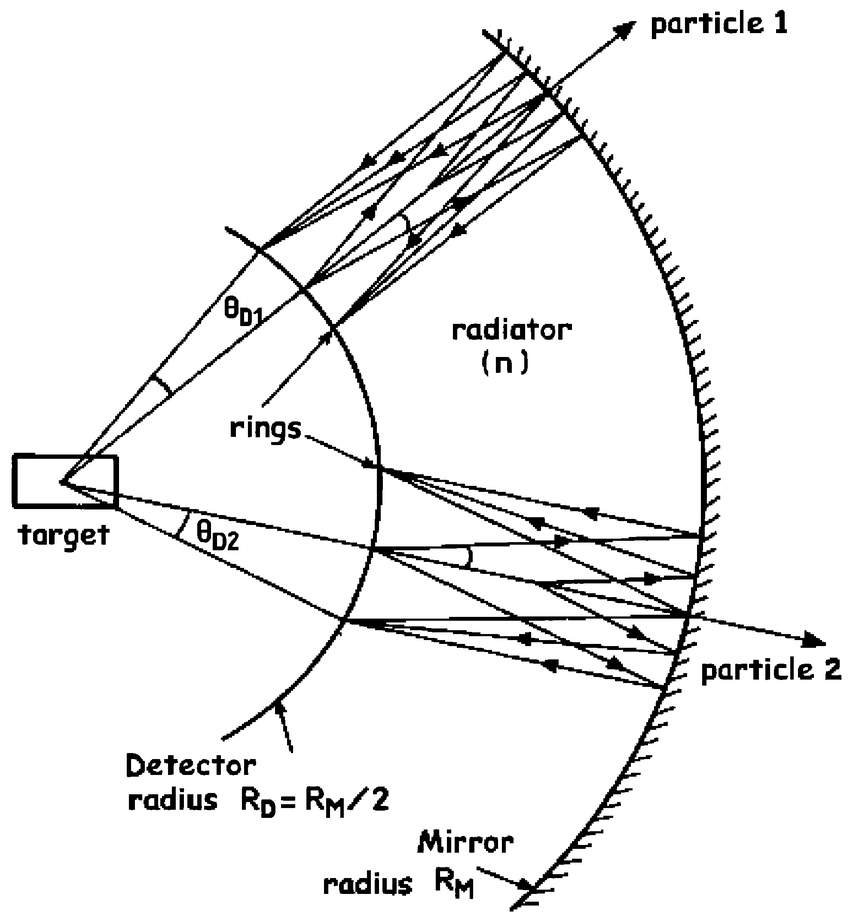 particle 1
θD1
radiator
(n)
rings
target
θD2
particle 2
Detector
radius RD=RM/2
Mirror
radius RM